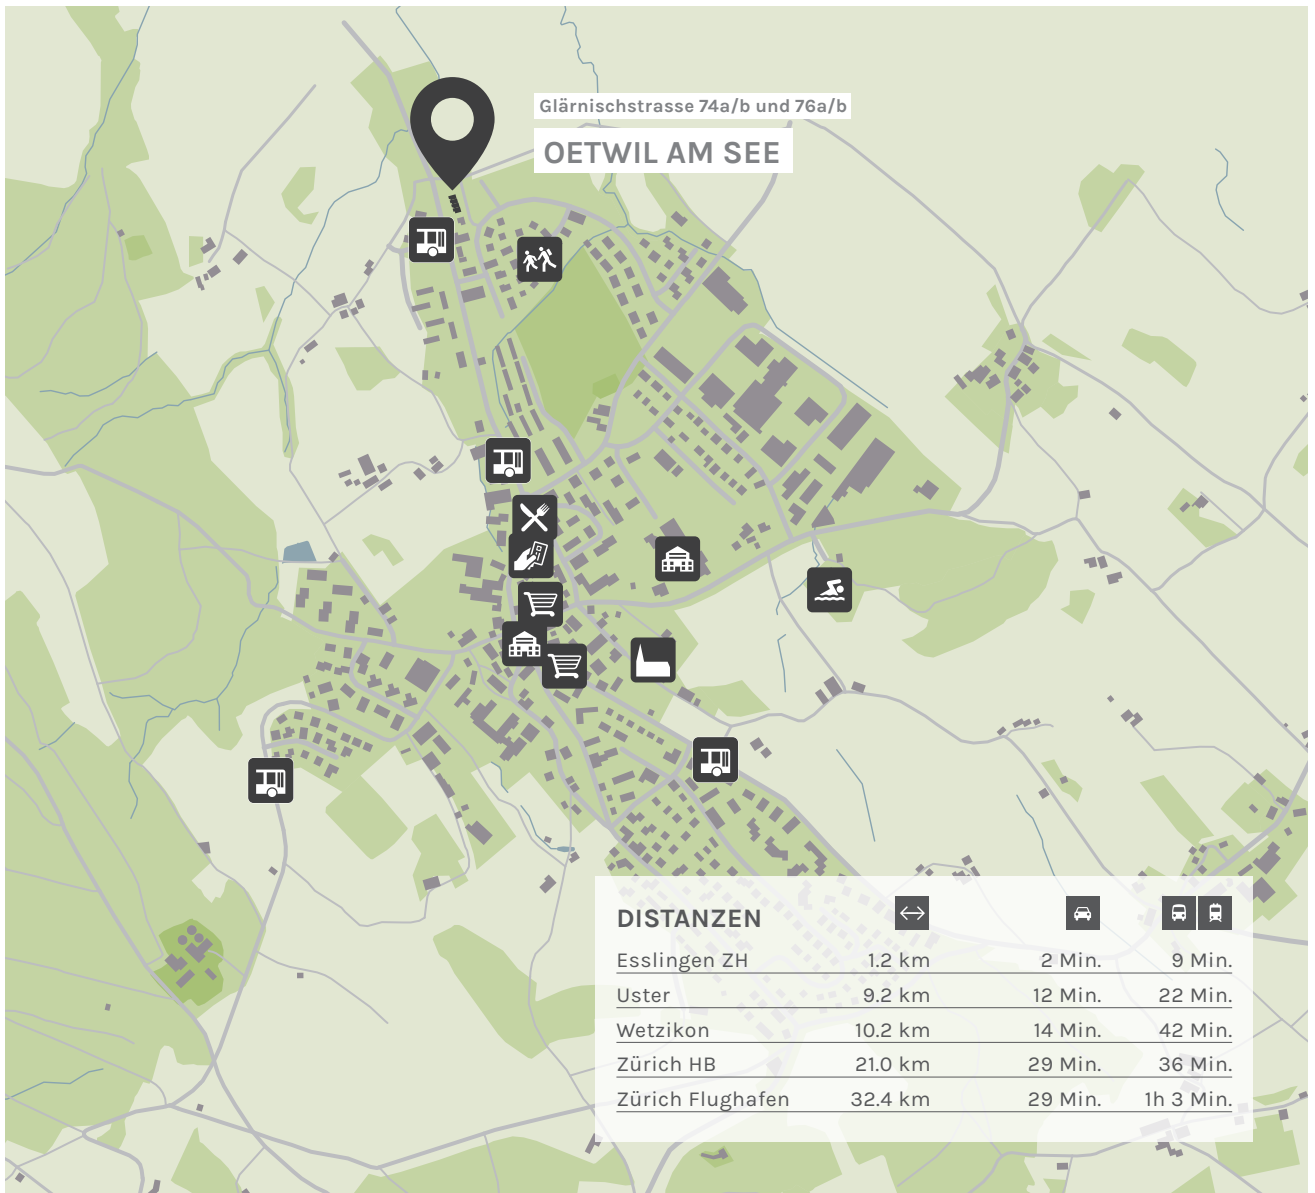 Glärnischstrasse 74a/b und 76a/b
OETWIL AM SEE
DISTANZEN
Esslingen ZH 1.2 km 2 Min. 9 Min.
Uster 9.2 km 12 Min. 22 Min.
Wetzikon 10.2 km 14 Min. 42 Min.
Zürich HB 21.0 km 29 Min. 36 Min.
Zürich Flughafen 32.4 km 29 Min. 1h 3 Min.